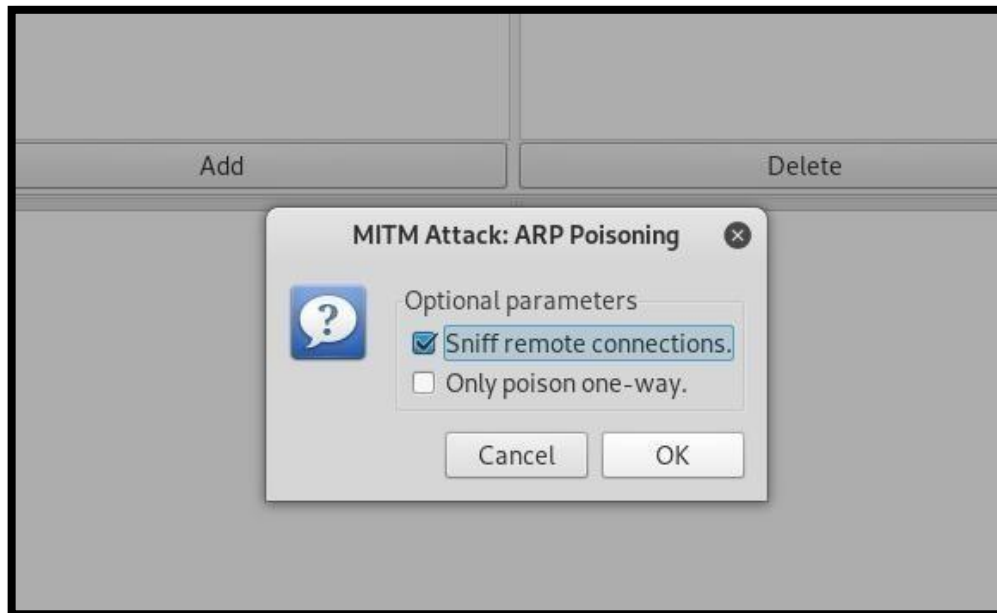 Add
Delete
MITM Attack: ARP Poisoning
?
Optional parameters
Sniff remote connections.
Only poison one-way.
Cancel
OK